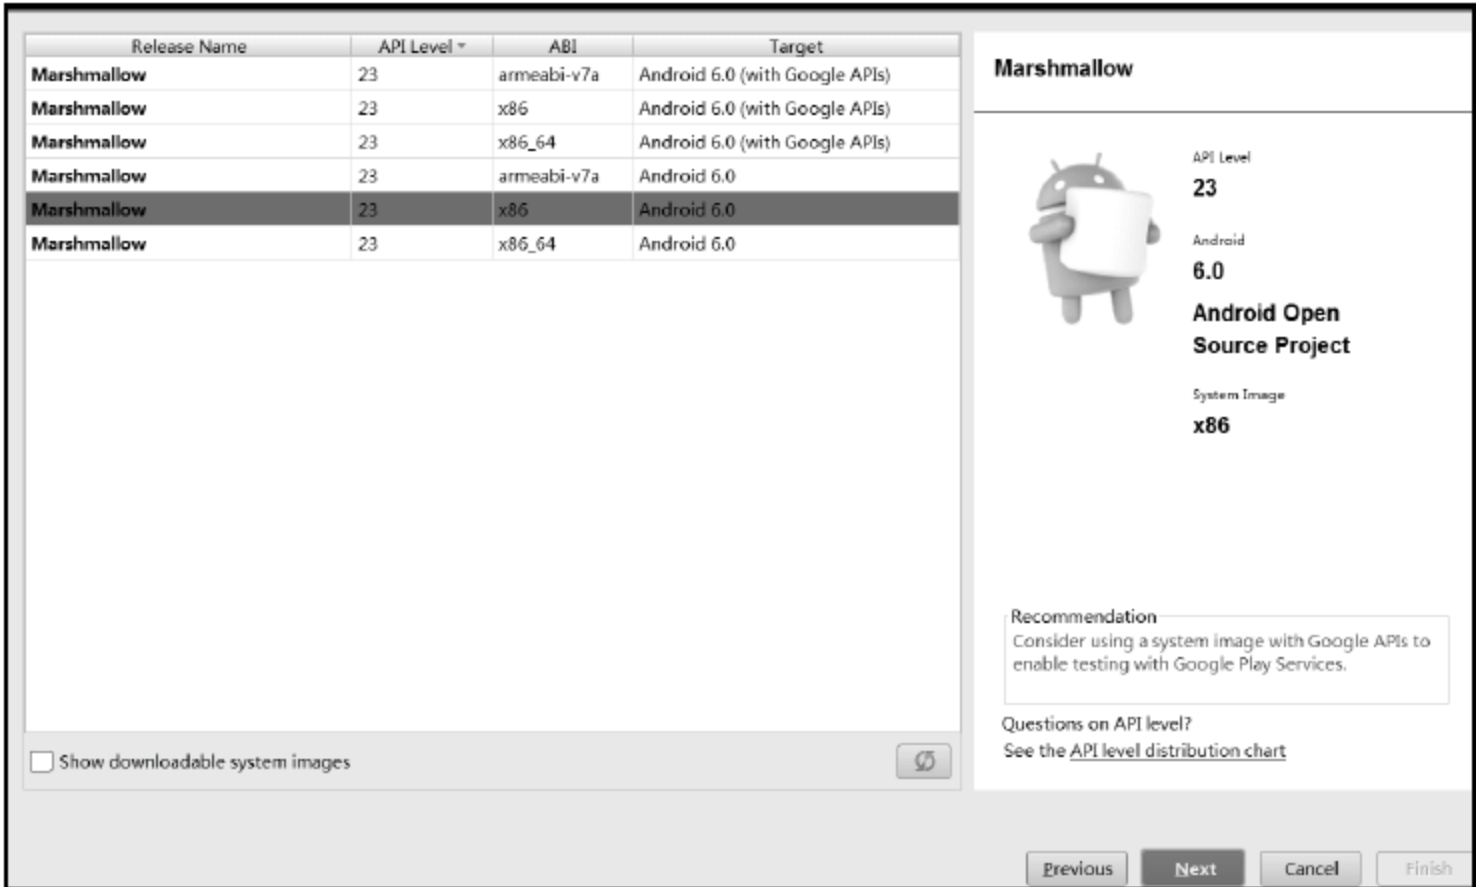 Release Name API Level ABI Target
Marshmallow 23 armeabi-v7a Android 6.0 (with Google APIs)
Marshmallow 23 x86 Android 6.0 (with Google APIs)
Marshmallow 23 x86_64 Android 6.0 (with Google APIs)
Marshmallow 23 armeabi-v7a Android 6.0
Marshmallow 23 x86 Android 6.0
Marshmallow 23 x86_64 Android 6.0
Show downloadable system images
Marshmallow
API Level
23
Android
6.0
Android Open
Source Project
System Image
x86
Recommendation
Consider using a system image with Google APIs to
enable testing with Google Play Services.
Questions on API level?
See the API level distribution chart
Previous Next Cancel Finish